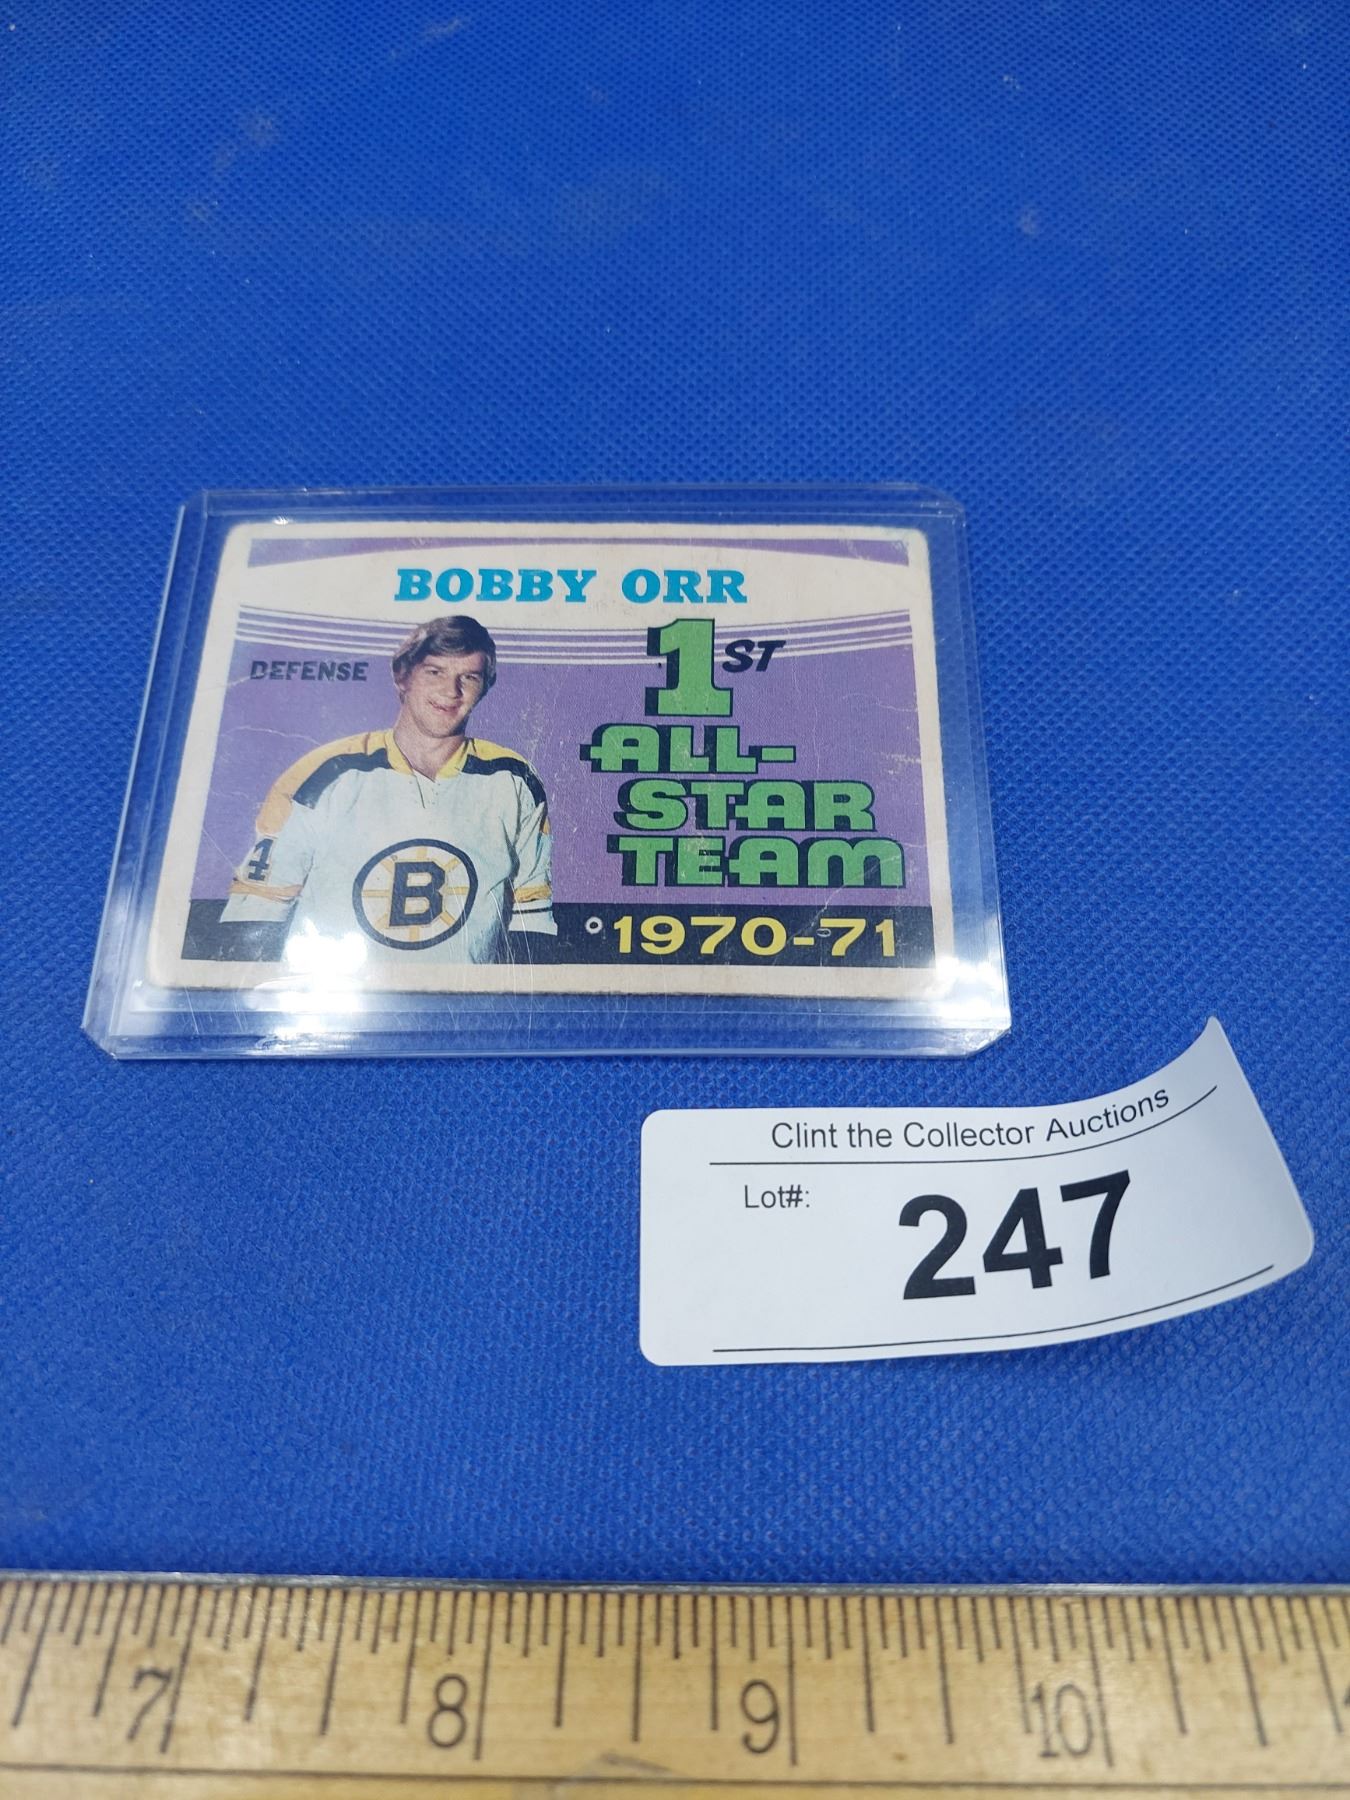 BOBBY ORR
DEFENSE
1ST
ALL-
STAR
TEAM
4
B
1970-71
Clint the Collector Auctions
Lot#: 247
7 8 9 10